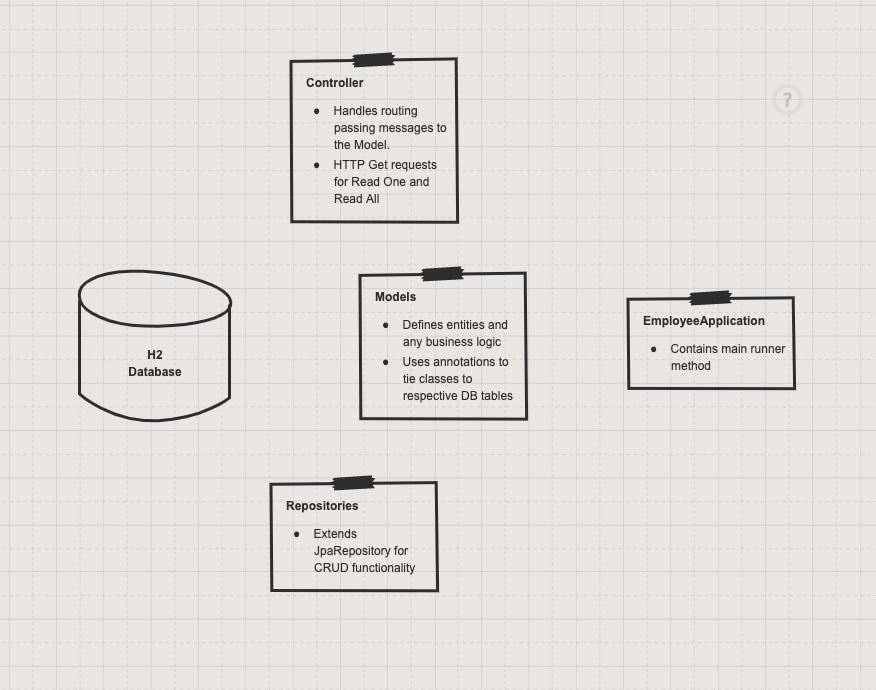 Controller
● Handles routing
passing messages to
the Model.
● HTTP Get requests
for Read One and
Read All
?
H2
Database
Models
● Defines entities and
any business logic
● Uses annotations to
tie classes to
respective DB tables
EmployeeApplication
● Contains main runner
method
Repositories
● Extends
JpaRepository for
CRUD functionality